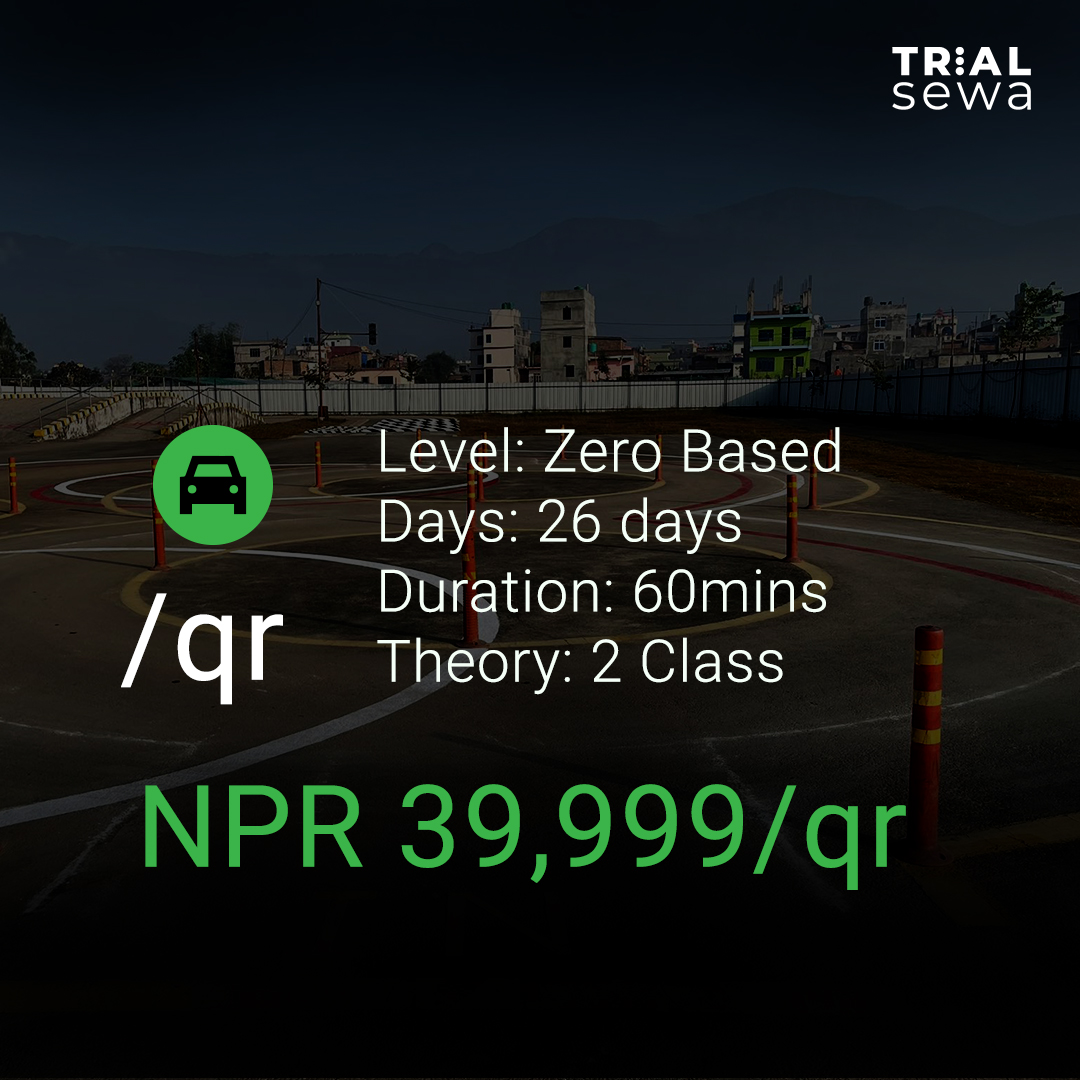 TRIAL
sewa
Level: Zero Based
Days: 26 days
Duration: 60mins
Theory: 2 Class
/qr
NPR 39,999/qr